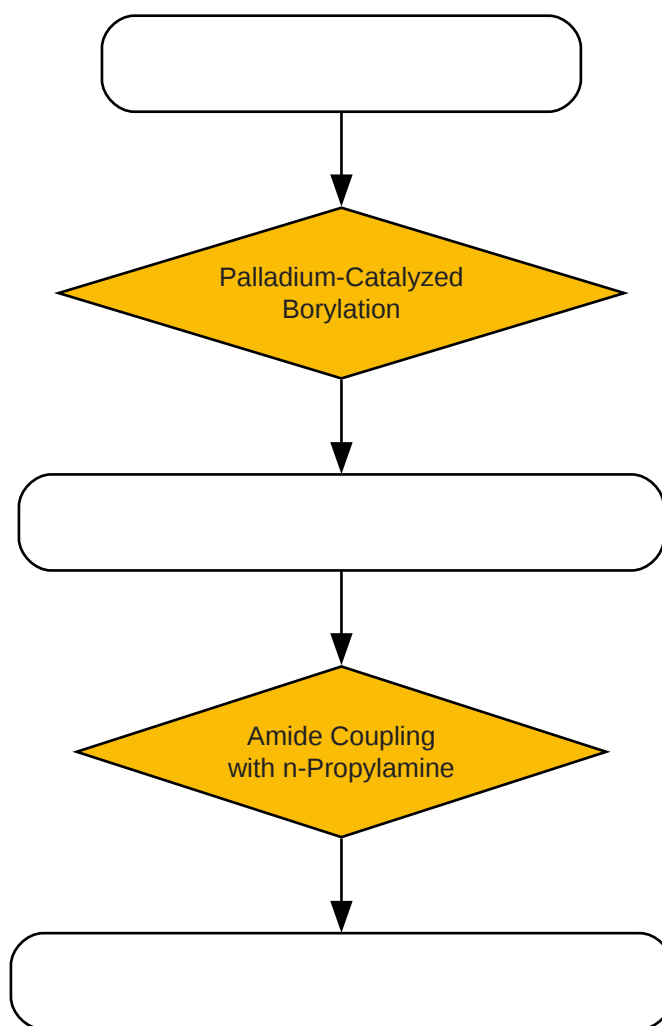 Palladium-Catalyzed
Borylation
Amide Coupling
with n-Propylamine